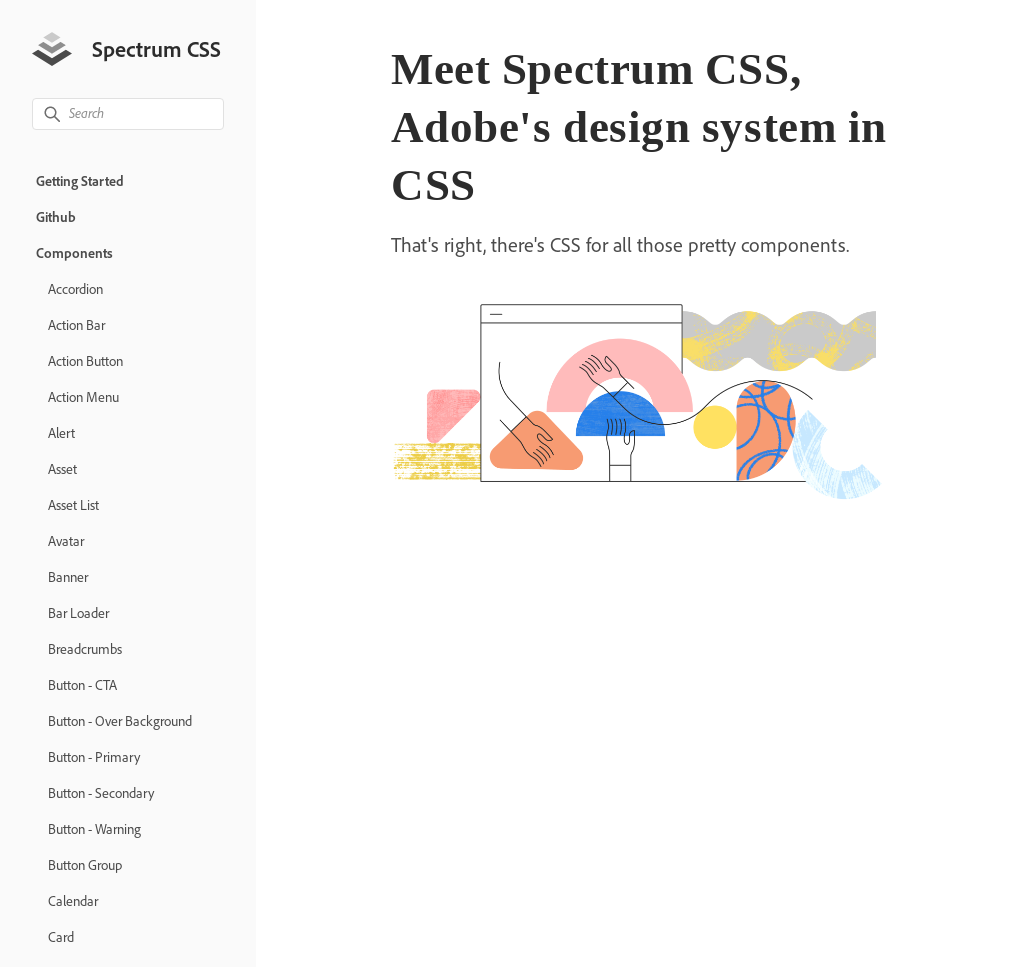 Spectrum CSS
Search
Getting Started
Github
Components
Accordion
Action Bar
Action Button
Action Menu
Alert
Asset
Asset List
Avatar
Banner
Bar Loader
Breadcrumbs
Button - CTA
Button - Over Background
Button - Primary
Button - Secondary
Button - Warning
Button Group
Calendar
Card
Meet Spectrum CSS,
Adobe's design system in
CSS
That's right, there's CSS for all those pretty components.